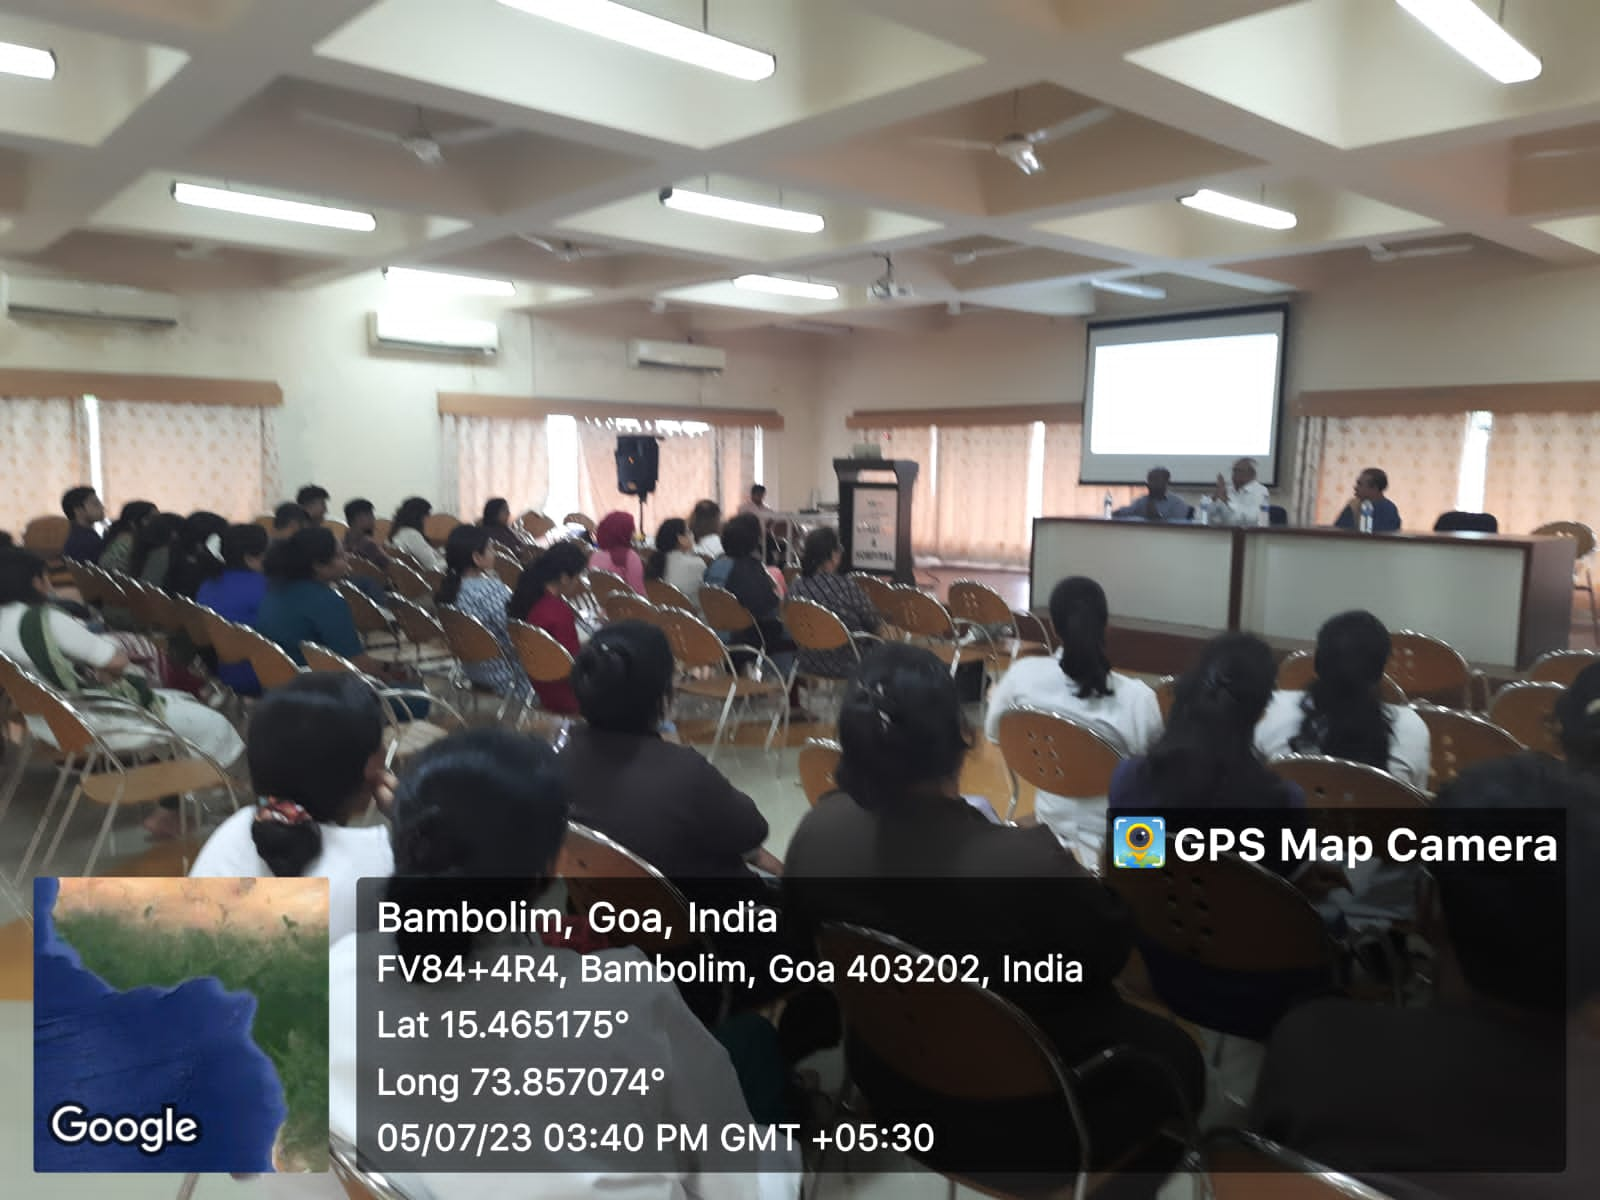 HOSPITAL
GPS Map Camera
Bambolim, Goa, India
FV84+4R4, Bambolim, Goa 403202, India
Lat 15.465175°
Long 73.857074°
05/07/23 03:40 PM GMT +05:30
Google